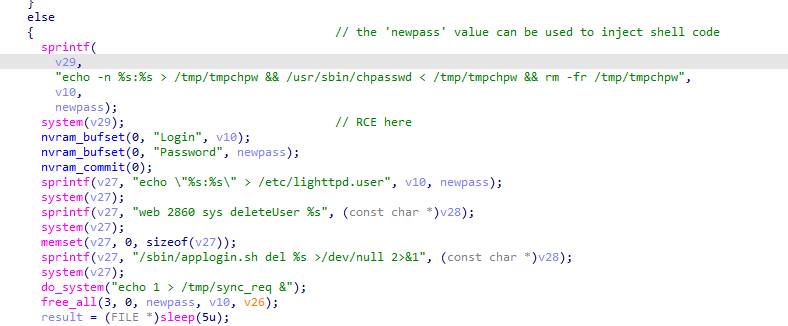 }
else
{ // the 'newpass' value can be used to inject shell code
sprintf(
v29,
"echo -n %s:%s > /tmp/tmpchpw && /usr/sbin/chpasswd < /tmp/tmpchpw && rm -fr /tmp/tmpchpw",
v10,
newpass);
system(v29); // RCE here
nvram_bufset(0, "Login", v10);
nvram_bufset(0, "Password", newpass);
nvram_commit(0);
sprintf(v27, "echo \"%s:%s\" > /etc/lighttpd.user", v10, newpass);
system(v27);
sprintf(v27, "web 2860 sys deleteUser %s", (const char *)v28);
system(v27);
memset(v27, 0, sizeof(v27));
sprintf(v27, "/sbin/applogin.sh del %s >/dev/null 2>&1", (const char *)v28);
system(v27);
do_system("echo 1 > /tmp/sync_req &");
free_all(3, 0, newpass, v10, v26);
result = (FILE *)sleep(5u);